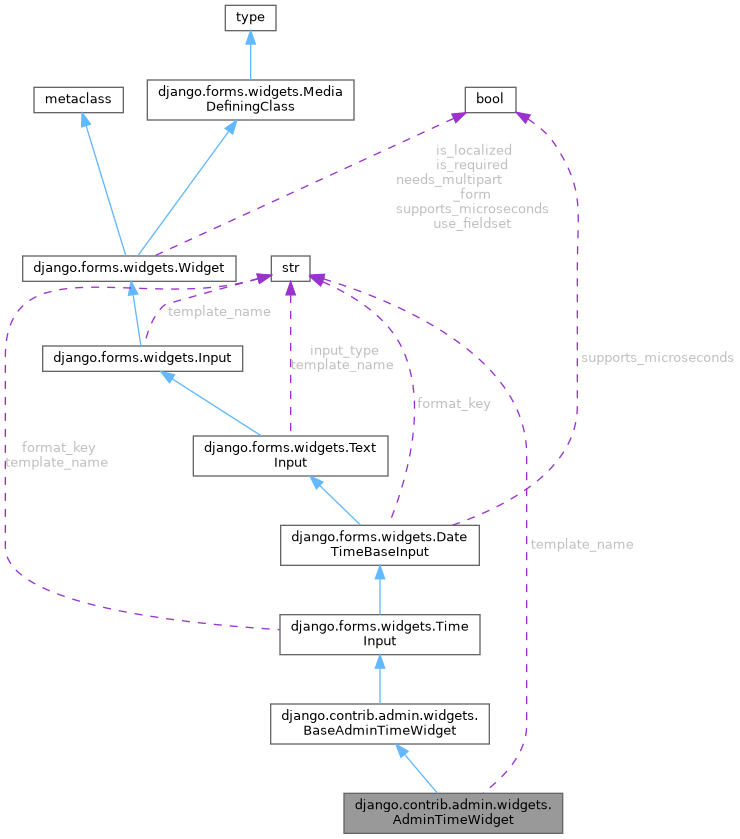 type
django.forms.widgets.Media
DefiningClass
metaclass
bool
is_localized
is_required
needs_multipart
_form
supports_microseconds
use_fieldset
django.forms.widgets.Widget
str
template_name
django.forms.widgets.Input
input_type
template_name
supports_microseconds
format_key
format_key
template_name
django.forms.widgets.Text
Input
django.forms.widgets.Date
TimeBaseInput
template_name
django.forms.widgets.Time
Input
django.contrib.admin.widgets.
BaseAdminTimeWidget
django.contrib.admin.widgets.
AdminTimeWidget